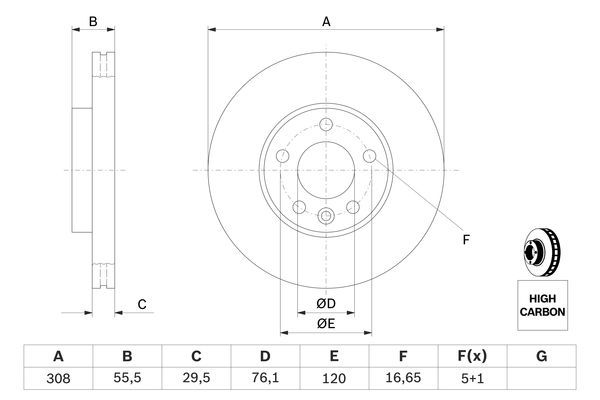 B
A
C
F
ØD
ØE
HIGH
CARBON
A B C D E F F(x) G
308 55,5 29,5 76,1 120 16,65 5+1